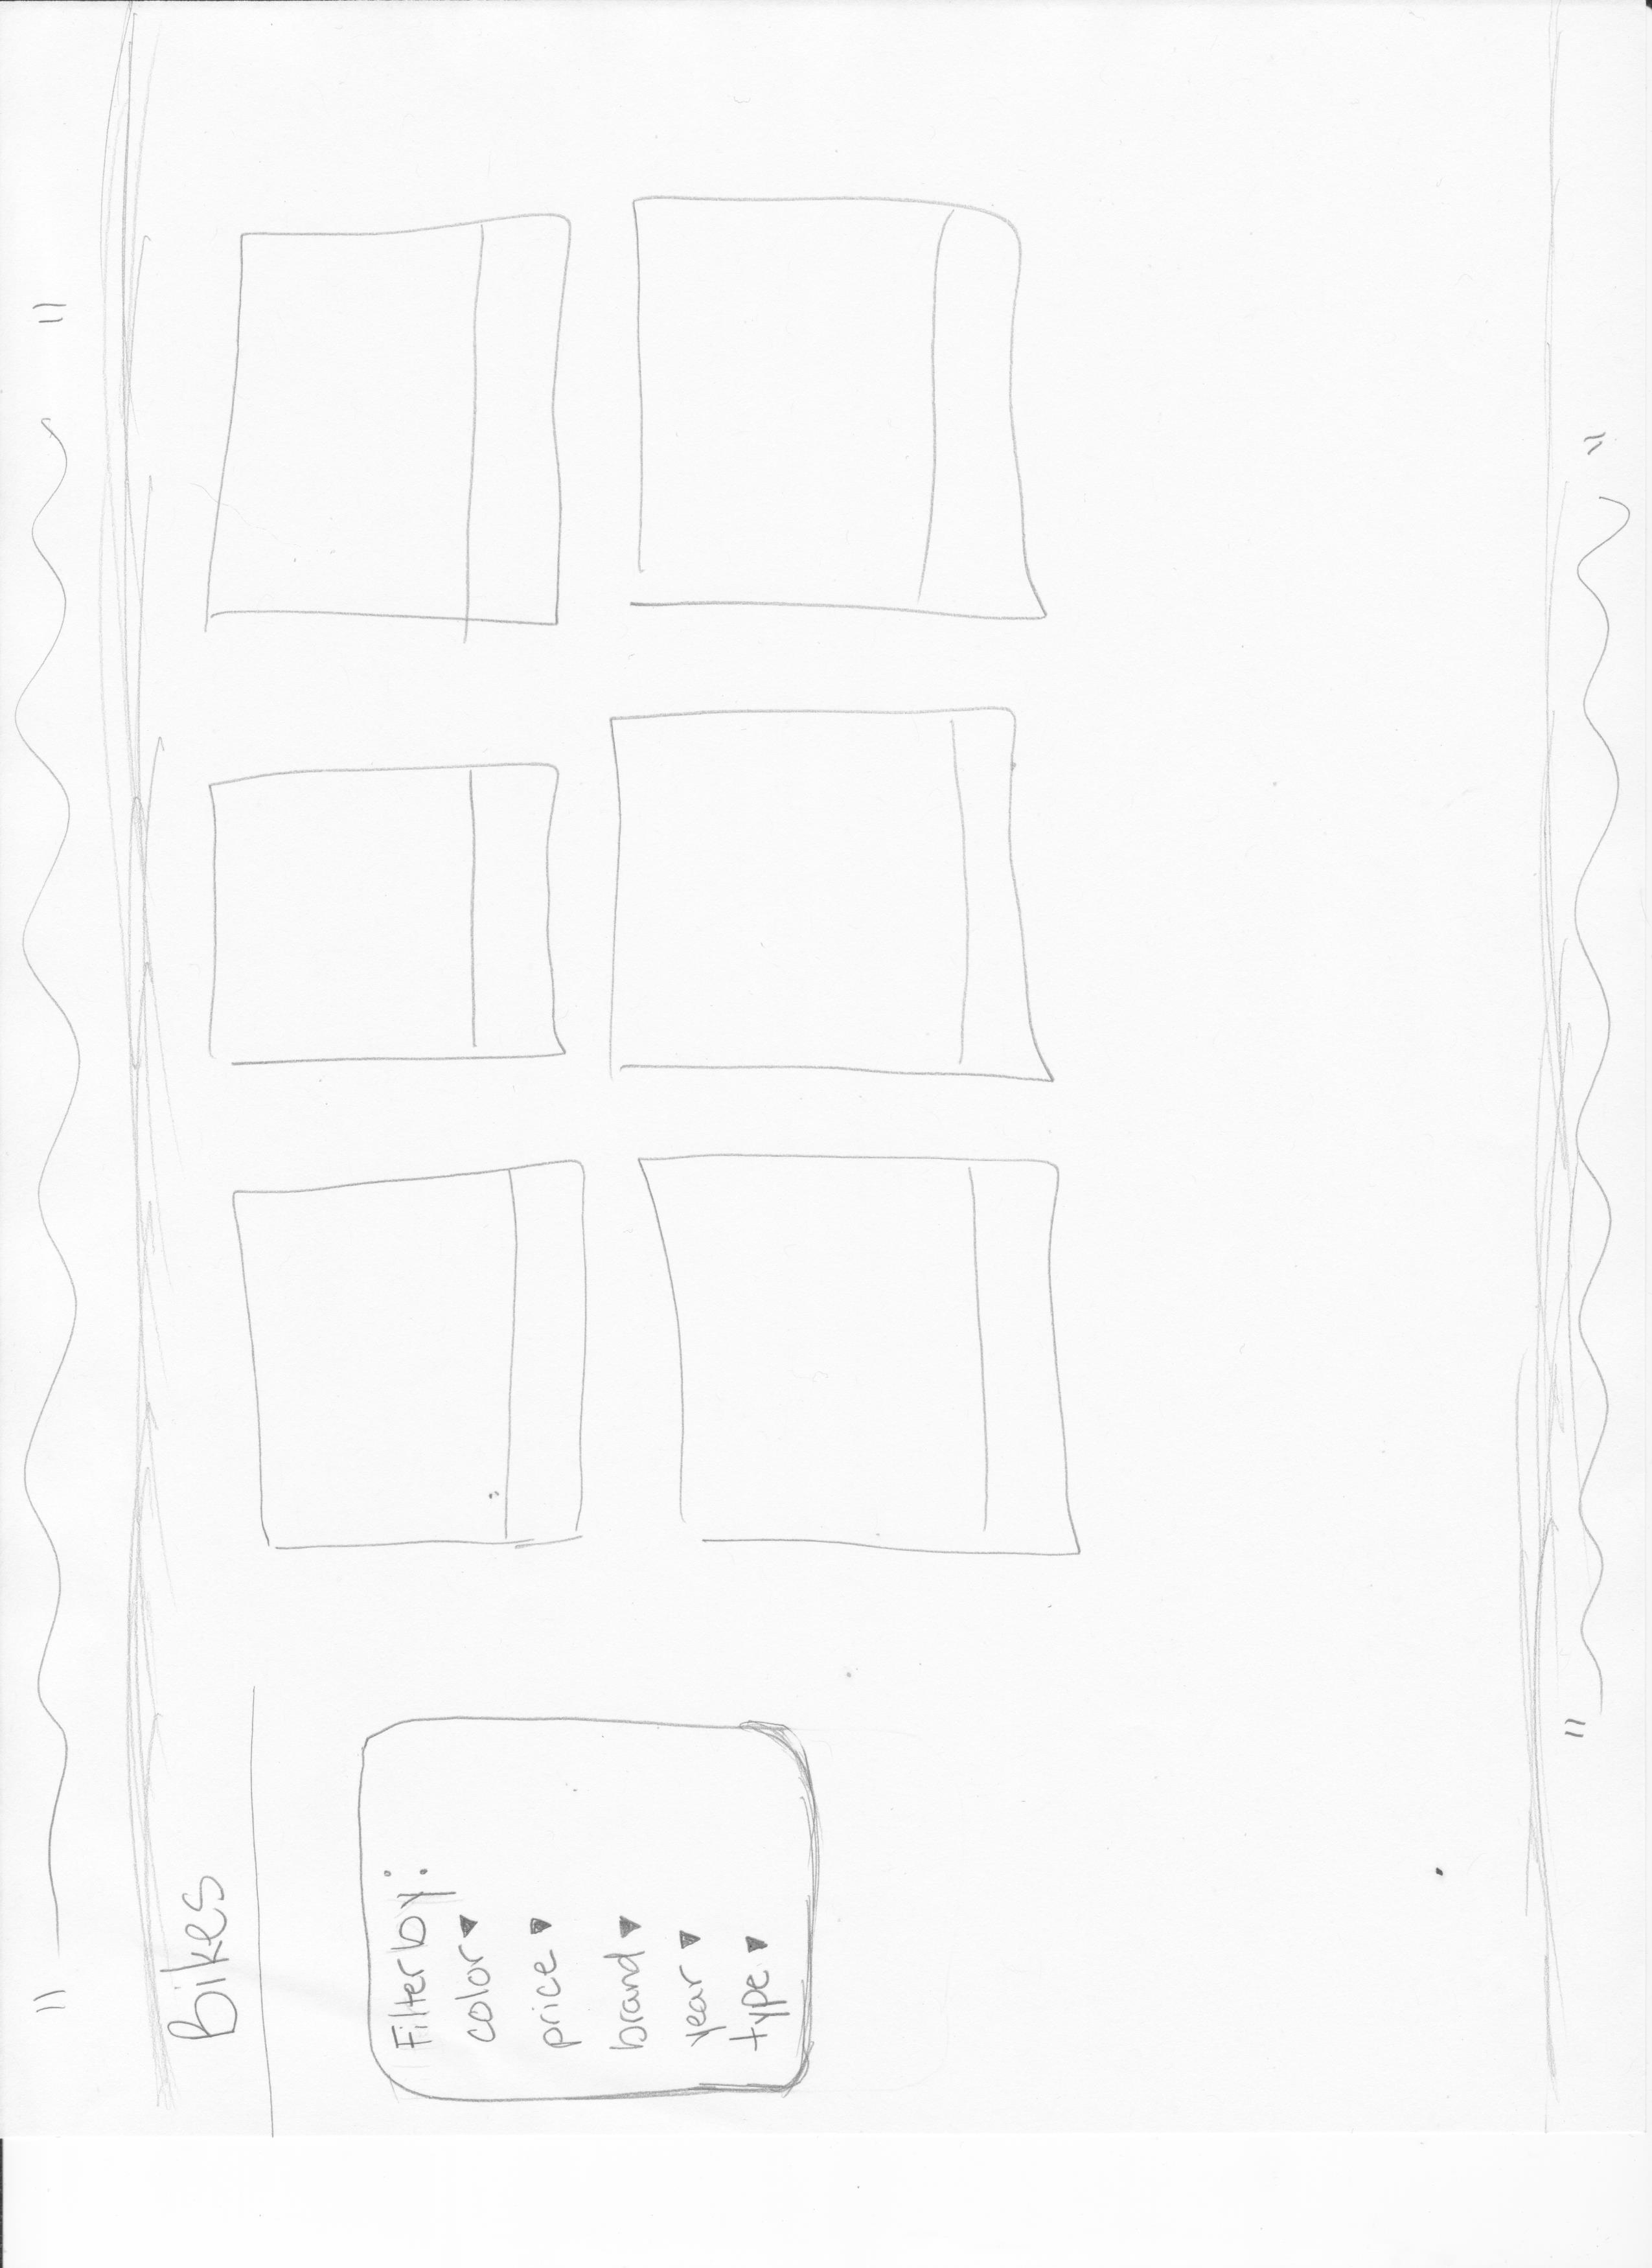 Bikes
Filter by:
color ▾
price ▾
brand ▾
year ▾
type ▾